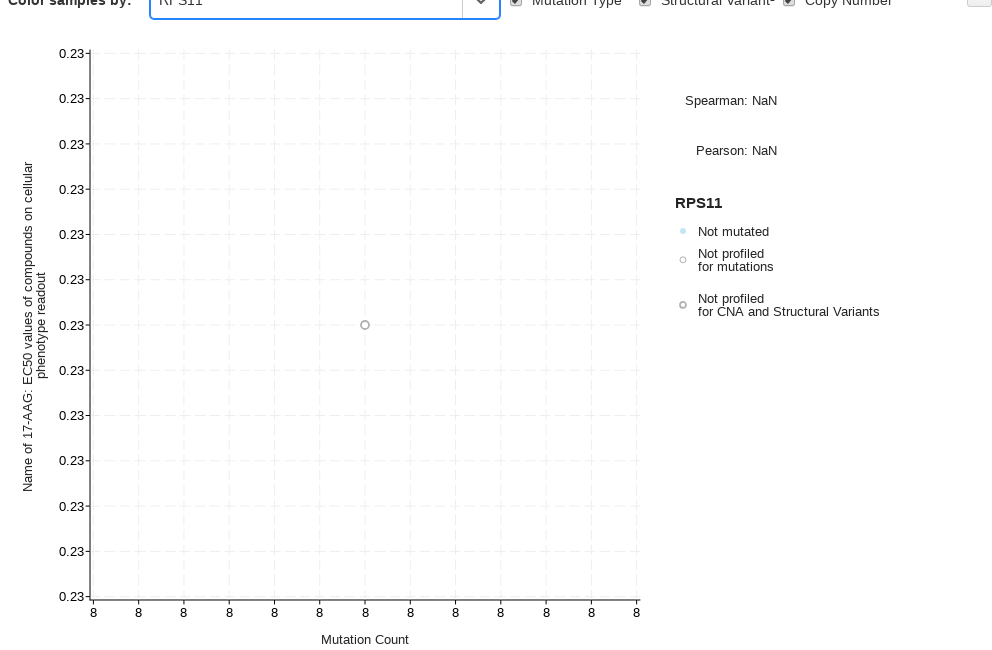 Color samples by: RPS11 Mutation Type Structural Variant Copy Number
0.23
0.23
0.23
0.23
0.23
0.23
0.23
0.23
0.23
0.23
0.23
0.23
0.23
Name of 17-AAG: EC50 values of compounds on cellular
phenotype readout
8 8 8 8 8 8 8 8 8 8 8 8 8
Mutation Count
Spearman: NaN
Pearson: NaN
RPS11
Not mutated
Not profiled
for mutations
Not profiled
for CNA and Structural Variants